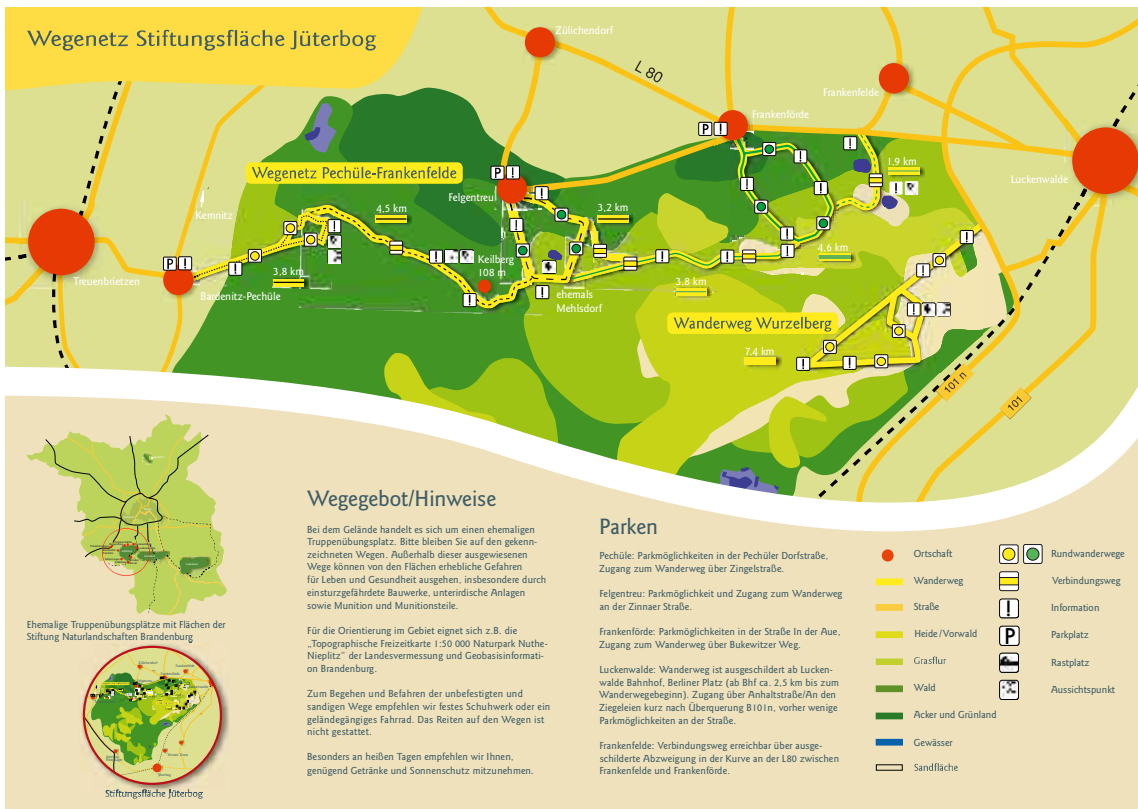 Wegenetz Stiftungsfläche Jüterbog
Zülichendorf
L 80
Frankenfelde
Frankenförde
P !
Luckenwalde
Wegenetz Pechüle-Frankenfelde
P !
Felgentreu
1,9 km
Kemnitz
4,5 km
3,2 km
Treuenbrietzen
P !
Bardenitz-Pechüle
3,8 km
Keilberg
108 m
4,6 km
ehemals
Mehlsdorf
3,8 km
Wanderweg Wurzelberg
7,4 km
101 n
101
Ehemalige Truppenübungsplätze mit Flächen der
Stiftung Naturlandschaften Brandenburg
Stiftungsfläche Jüterbog
Wegegebot/Hinweise
Bei dem Gelände handelt es sich um einen ehemaligen
Truppenübungsplatz. Bitte bleiben Sie auf den gekenn-
zeichneten Wegen. Außerhalb dieser ausgewiesenen
Wege können von den Flächen erhebliche Gefahren
für Leben und Gesundheit ausgehen, insbesondere durch
einsturzgefährdete Bauwerke, unterirdische Anlagen
sowie Munition und Munitionsteile.
Für die Orientierung im Gebiet eignet sich z.B. die
„Topographische Freizeitkarte 1:50 000 Naturpark Nuthe-
Nieplitz“ der Landesvermessung und Geobasisinformati-
on Brandenburg.
Zum Begehen und Befahren der unbefestigten und
sandigen Wege empfehlen wir festes Schuhwerk oder ein
geländegängiges Fahrrad. Das Reiten auf den Wegen ist
nicht gestattet.
Besonders an heißen Tagen empfehlen wir Ihnen,
genügend Getränke und Sonnenschutz mitzunehmen.
Parken
Pechüle: Parkmöglichkeiten in der Pechüler Dorfstraße,
Zugang zum Wanderweg über Zingelstraße.
Felgentreu: Parkmöglichkeit und Zugang zum Wanderweg
an der Zinnaer Straße.
Frankenförde: Parkmöglichkeiten in der Straße In der Aue,
Zugang zum Wanderweg über Bukewitzer Weg.
Luckenwalde: Wanderweg ist ausgeschildert ab Lucken-
walde Bahnhof, Berliner Platz (ab Bhf ca. 2,5 km bis zum
Wanderwegebeginn). Zugang über Anhaltstraße/An den
Ziegeleien kurz nach Überquerung B101n, vorher wenige
Parkmöglichkeiten an der Straße.
Frankenfelde: Verbindungsweg erreichbar über ausge-
schilderte Abzweigung in der Kurve an der L80 zwischen
Frankenfelde und Frankenförde.
Ortschaft
Wanderweg
Straße
Heide/Vorwald
Grasflur
Wald
Acker und Grünland
Gewässer
Sandfläche
Rundwanderwege
Verbindungsweg
! Information
P Parkplatz
Rastplatz
Aussichtspunkt